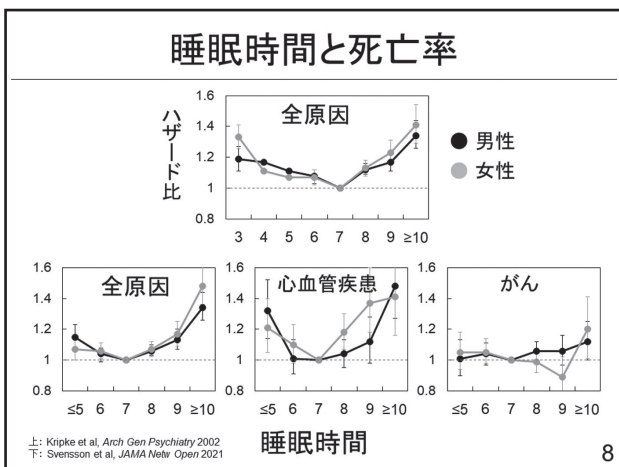 睡眠時間と死亡率
ハザード比
全原因
1.6
1.4
1.2
1
0.8
3 4 5 6 7 8 9 ≥10
男性
女性
全原因
1.6
1.4
1.2
1
0.8
≤5 6 7 8 9 ≥10
心血管疾患
1.6
1.4
1.2
1
0.8
≤5 6 7 8 9 ≥10
がん
1.6
1.4
1.2
1
0.8
≤5 6 7 8 9 ≥10
睡眠時間
上: Kripke et al, Arch Gen Psychiatry 2002
下: Svensson et al, JAMA Netw Open 2021
8